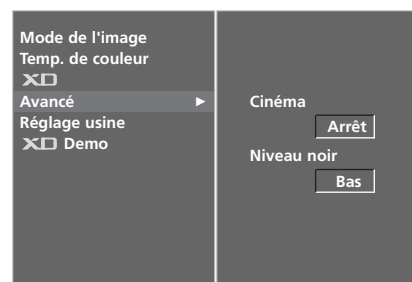 Mode de l'image
Temp. de couleur
XD
Avancé ►
Réglage usine
XD Demo
Cinéma
Arrêt
Niveau noir
Bas